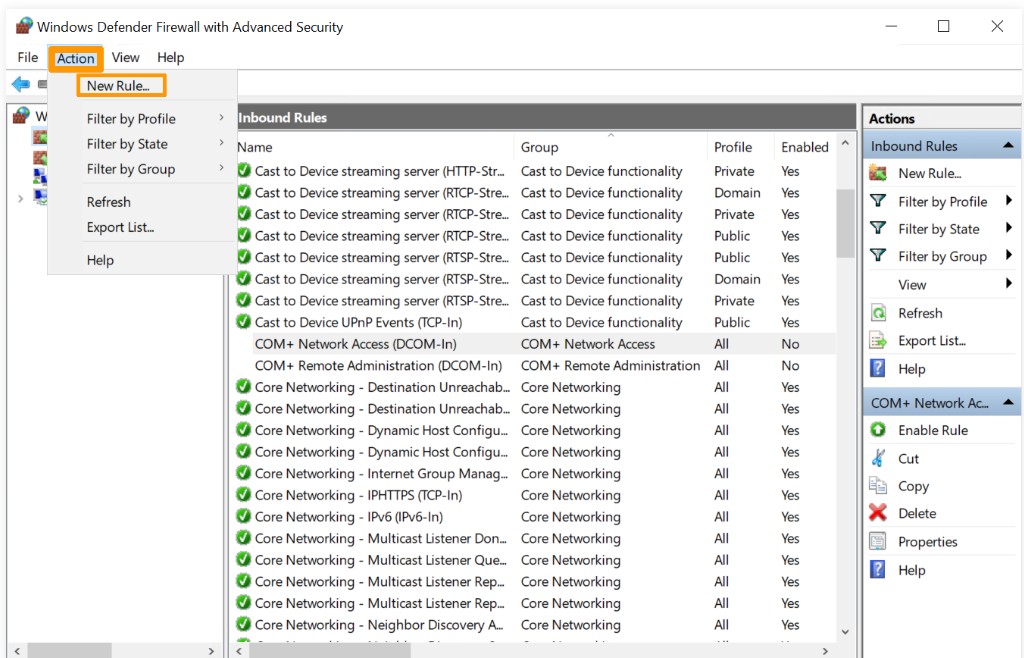 Windows Defender Firewall with Advanced Security
File Action View Help
New Rule...
Filter by Profile
Filter by State
Filter by Group
Refresh
Export List...
Help
W
Inbound Rules
Name Group Profile Enabled
Cast to Device streaming server (HTTP-Str... Cast to Device functionality Private Yes
Cast to Device streaming server (RTCP-Stre... Cast to Device functionality Domain Yes
Cast to Device streaming server (RTCP-Stre... Cast to Device functionality Private Yes
Cast to Device streaming server (RTCP-Stre... Cast to Device functionality Public Yes
Cast to Device streaming server (RTSP-Stre... Cast to Device functionality Public Yes
Cast to Device streaming server (RTSP-Stre... Cast to Device functionality Domain Yes
Cast to Device streaming server (RTSP-Stre... Cast to Device functionality Private Yes
Cast to Device UPnP Events (TCP-In) Cast to Device functionality Public Yes
COM+ Network Access (DCOM-In) COM+ Network Access All No
COM+ Remote Administration (DCOM-In) COM+ Remote Administration All No
Core Networking - Destination Unreachab... Core Networking All Yes
Core Networking - Destination Unreachab... Core Networking All Yes
Core Networking - Dynamic Host Configu... Core Networking All Yes
Core Networking - Dynamic Host Configu... Core Networking All Yes
Core Networking - Internet Group Manag... Core Networking All Yes
Core Networking - IPHTTPS (TCP-In) Core Networking All Yes
Core Networking - IPv6 (IPv6-In) Core Networking All Yes
Core Networking - Multicast Listener Don... Core Networking All Yes
Core Networking - Multicast Listener Que... Core Networking All Yes
Core Networking - Multicast Listener Rep... Core Networking All Yes
Core Networking - Multicast Listener Rep... Core Networking All Yes
Core Networking - Neighbor Discovery A... Core Networking All Yes
Actions
Inbound Rules
New Rule...
Filter by Profile
Filter by State
Filter by Group
View
Refresh
Export List...
Help
COM+ Network Ac...
Enable Rule
Cut
Copy
Delete
Properties
Help